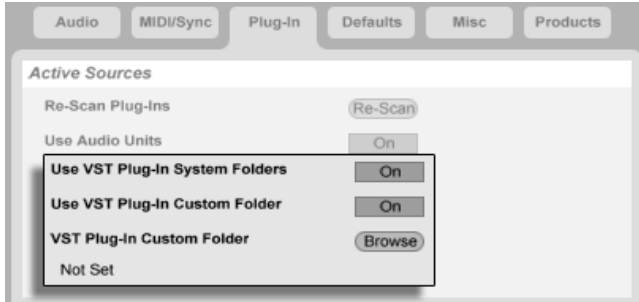 Audio MIDI/Sync Plug-In Defaults Misc Products
Active Sources
Re-Scan Plug-Ins Re-Scan
Use Audio Units On
Use VST Plug-In System Folders On
Use VST Plug-In Custom Folder On
VST Plug-In Custom Folder Browse
Not Set